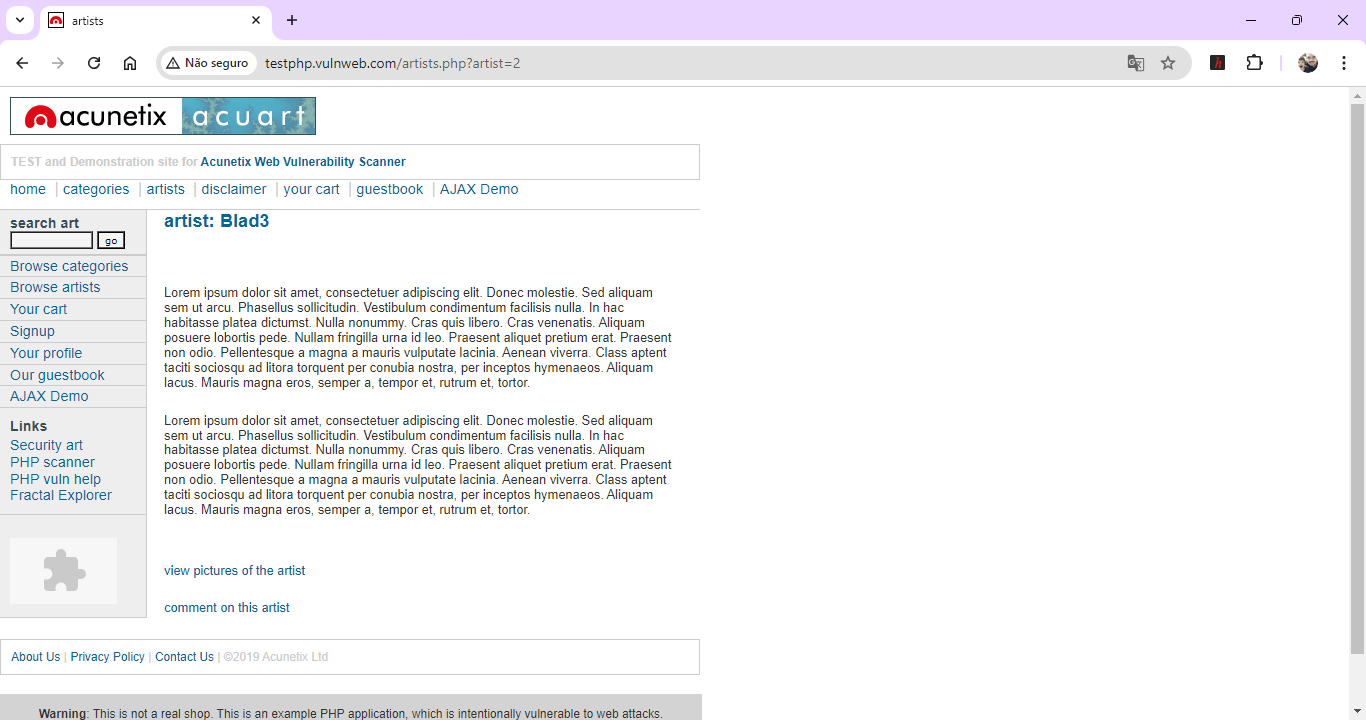 artists
Não seguro
testphp.vulnweb.com/artists.php?artist=2
acunetix acuart
TEST and Demonstration site for Acunetix Web Vulnerability Scanner
home | categories | artists | disclaimer | your cart | guestbook | AJAX Demo
search art
go
Browse categories
Browse artists
Your cart
Signup
Your profile
Our guestbook
AJAX Demo
Links
Security art
PHP scanner
PHP vuln help
Fractal Explorer
artist: Blad3
Lorem ipsum dolor sit amet, consectetuer adipiscing elit. Donec molestie. Sed aliquam
sem ut arcu. Phasellus sollicitudin. Vestibulum condimentum facilisis nulla. In hac
habitasse platea dictumst. Nulla nonummy. Cras quis libero. Cras venenatis. Aliquam
posuere lobortis pede. Nullam fringilla urna id leo. Praesent aliquet pretium erat. Praesent
non odio. Pellentesque a magna a mauris vulputate lacinia. Aenean viverra. Class aptent
taciti sociosqu ad litora torquent per conubia nostra, per inceptos hymenaeos. Aliquam
lacus. Mauris magna eros, semper a, tempor et, rutrum et, tortor.
Lorem ipsum dolor sit amet, consectetuer adipiscing elit. Donec molestie. Sed aliquam
sem ut arcu. Phasellus sollicitudin. Vestibulum condimentum facilisis nulla. In hac
habitasse platea dictumst. Nulla nonummy. Cras quis libero. Cras venenatis. Aliquam
posuere lobortis pede. Nullam fringilla urna id leo. Praesent aliquet pretium erat. Praesent
non odio. Pellentesque a magna a mauris vulputate lacinia. Aenean viverra. Class aptent
taciti sociosqu ad litora torquent per conubia nostra, per inceptos hymenaeos. Aliquam
lacus. Mauris magna eros, semper a, tempor et, rutrum et, tortor.
view pictures of the artist
comment on this artist
About Us | Privacy Policy | Contact Us | ©2019 Acunetix Ltd
Warning: This is not a real shop. This is an example PHP application, which is intentionally vulnerable to web attacks.